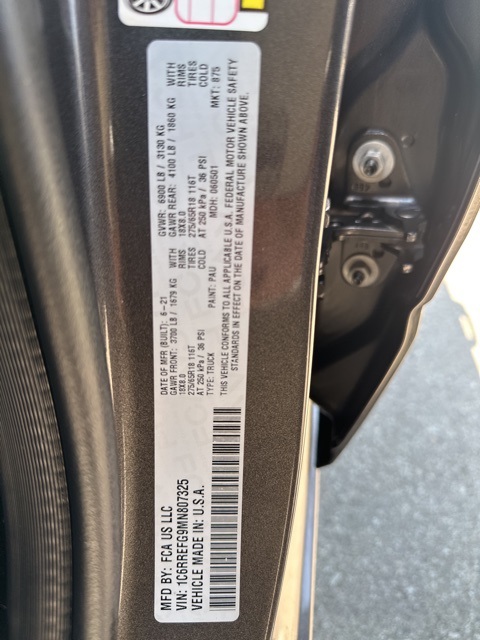 MFD BY: FCA US LLC
VIN: 1C6RREFG9MN807325
VEHICLE MADE IN: U.S.A.
DATE OF MFR (BUILT): 6-21
GVWR: 6900 LB / 3130 KG
GAWR FRONT: 3700 LB / 1679 KG WITH
GAWR REAR: 4100 LB / 1860 KG WITH
18X8.0 RIMS
18X8.0 RIMS
275/65R18 116T TIRES
275/65R18 116T TIRES
AT 250 kPa / 36 PSI COLD
AT 250 kPa / 36 PSI COLD
TYPE: TRUCK
PAINT: PAU
MDH: 060501
MKT: 875
THIS VEHICLE CONFORMS TO ALL APPLICABLE U.S.A. FEDERAL MOTOR VEHICLE SAFETY
STANDARDS IN EFFECT ON THE DATE OF MANUFACTURE SHOWN ABOVE.